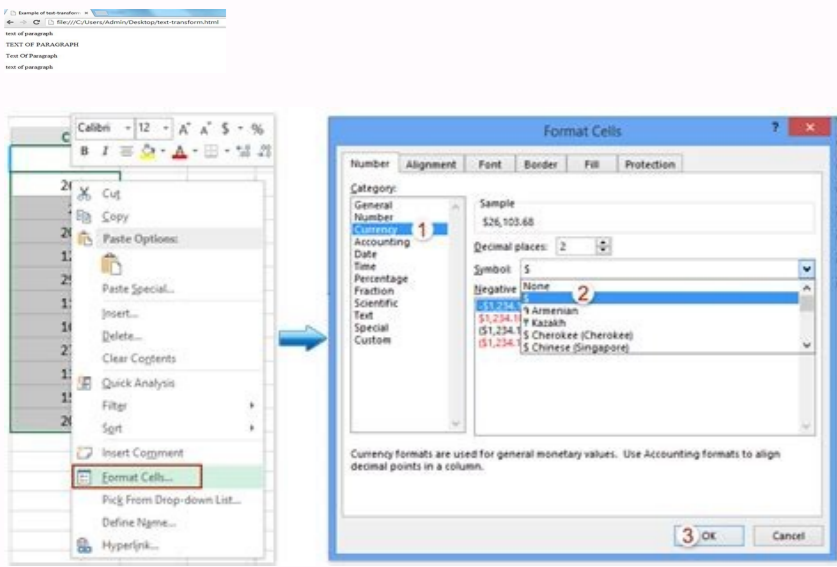 Example of text-transform
file:///C:/Users/Admin/Desktop/text-transform.html
text of paragraph
TEXT OF PARAGRAPH
Text Of Paragraph
text of paragraph
Calibri 12 A A $ %
B I A
C
Cut
Copy
Paste Options:
Paste Special...
Insert...
Delete...
Clear Contents
Quick Analysis
Filter
Sort
Insert Comment
Format Cells...
Pick From Drop-down List...
Define Name...
Hyperlink...
Format Cells
Number Alignment Font Border Fill Protection
Category:
General
Number
Currency 1
Accounting
Date
Time
Percentage
Fraction
Scientific
Text
Special
Custom
Sample
$26,103.68
Decimal places: 2
Symbol: $
Negative
None
$ 2
Armenian
Kazakh
$ Cherokee (Cherokee)
$ Chinese (Singapore)
Currency formats are used for general monetary values. Use Accounting formats to align
decimal points in a column.
3 OK Cancel